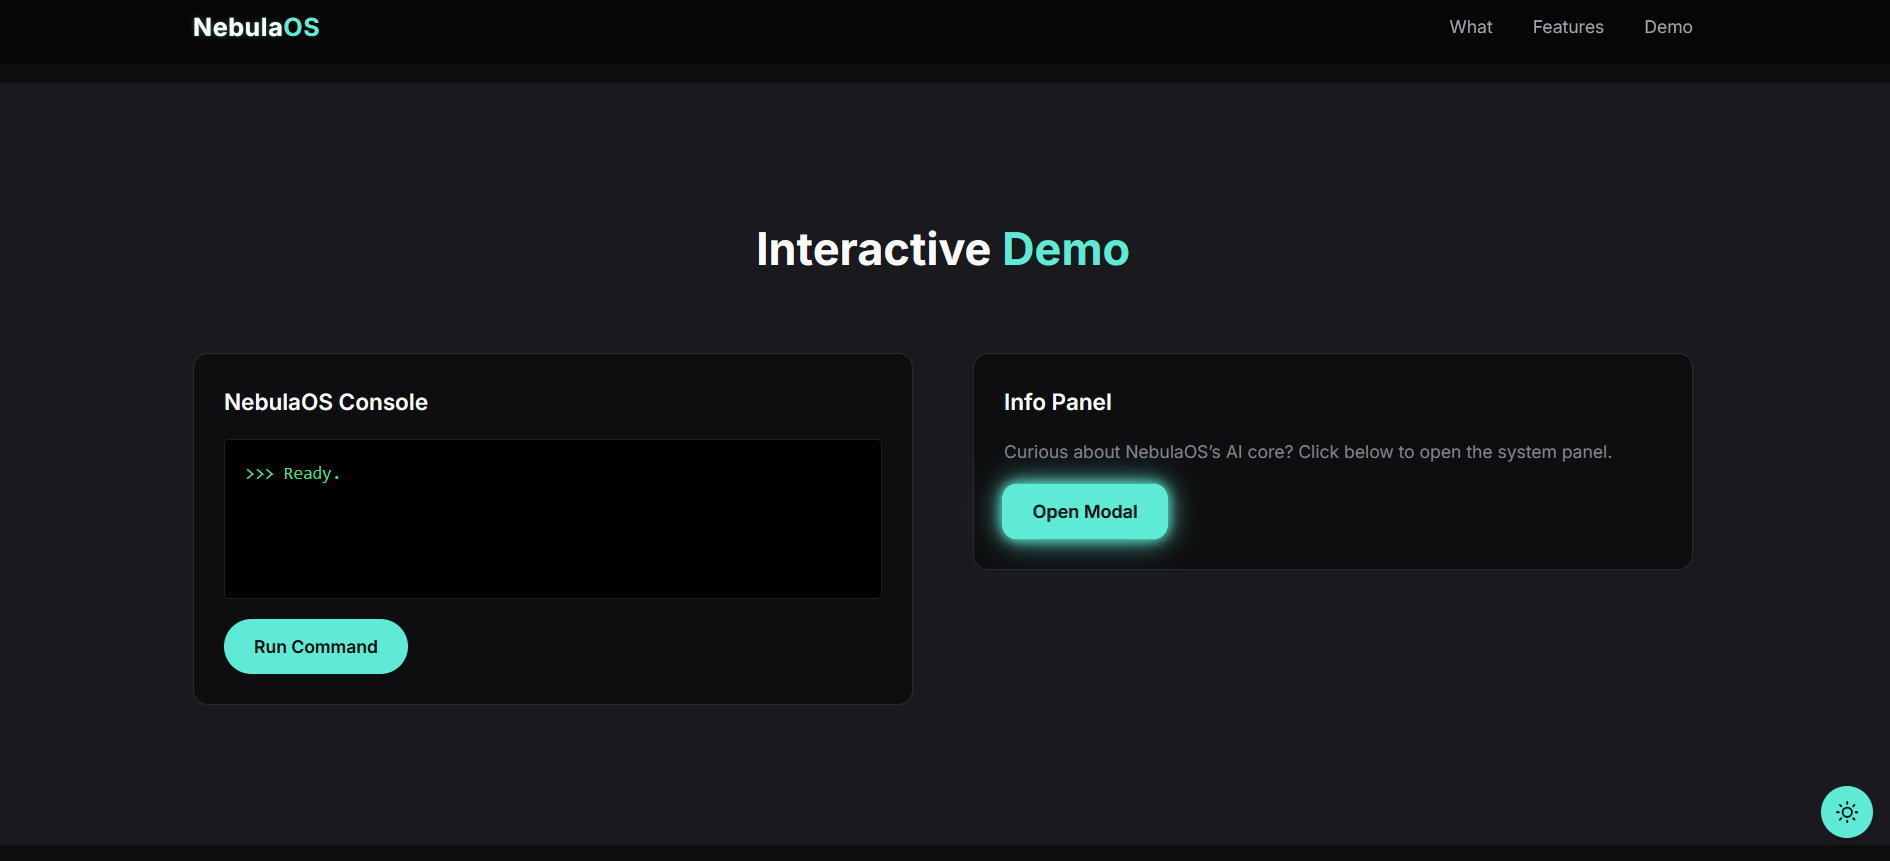 NebulaOS
What Features Demo
Interactive Demo
NebulaOS Console
>>> Ready.
Run Command
Info Panel
Curious about NebulaOS’s AI core? Click below to open the system panel.
Open Modal